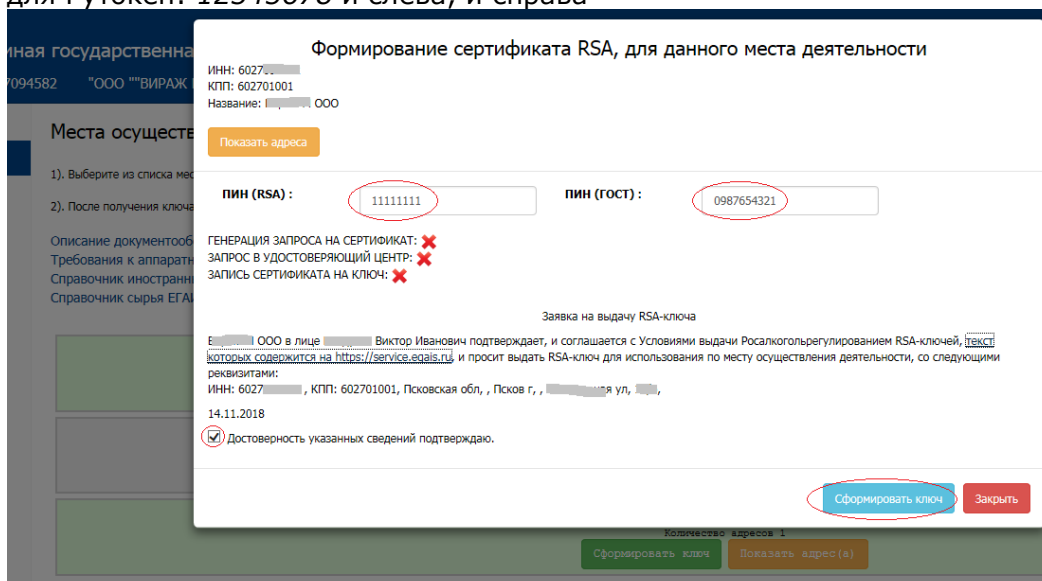 для Рутокен: 12345678 и слева, и справа
иная государственна
7094582 "ООО ""ВИРАЖ
Места осуществ
1). Выберите из списка мес
2). После получения ключа
Описание документооб
Требования к аппаратн
Справочник иностранн
Справочник сырья ЕГАИ
Формирование сертификата RSA, для данного места деятельности
ИНН: 6027
КПП: 602701001
Название: ООО
Показать адреса
ПИН (RSA) : 11111111 ПИН (ГОСТ) : 0987654321
ГЕНЕРАЦИЯ ЗАПРОСА НА СЕРТИФИКАТ:
ЗАПРОС В УДОСТОВЕРЯЮЩИЙ ЦЕНТР:
ЗАПИСЬ СЕРТИФИКАТА НА КЛЮЧ:
Заявка на выдачу RSA-ключа
ООО в лице Виктор Иванович подтверждает, и соглашается с Условиями выдачи Росалкогольрегулированием RSA-ключей, текст
которых содержится на https://service.egais.ru, и просит выдать RSA-ключ для использования по месту осуществления деятельности, со следующими
реквизитами:
ИНН: 6027 , КПП: 602701001, Псковская обл, , Псков г, , ул, ,
14.11.2018
Достоверность указанных сведений подтверждаю.
Сформировать ключ Закрыть
Количество адресов 1
Сформировать ключ Показать адрес(а)